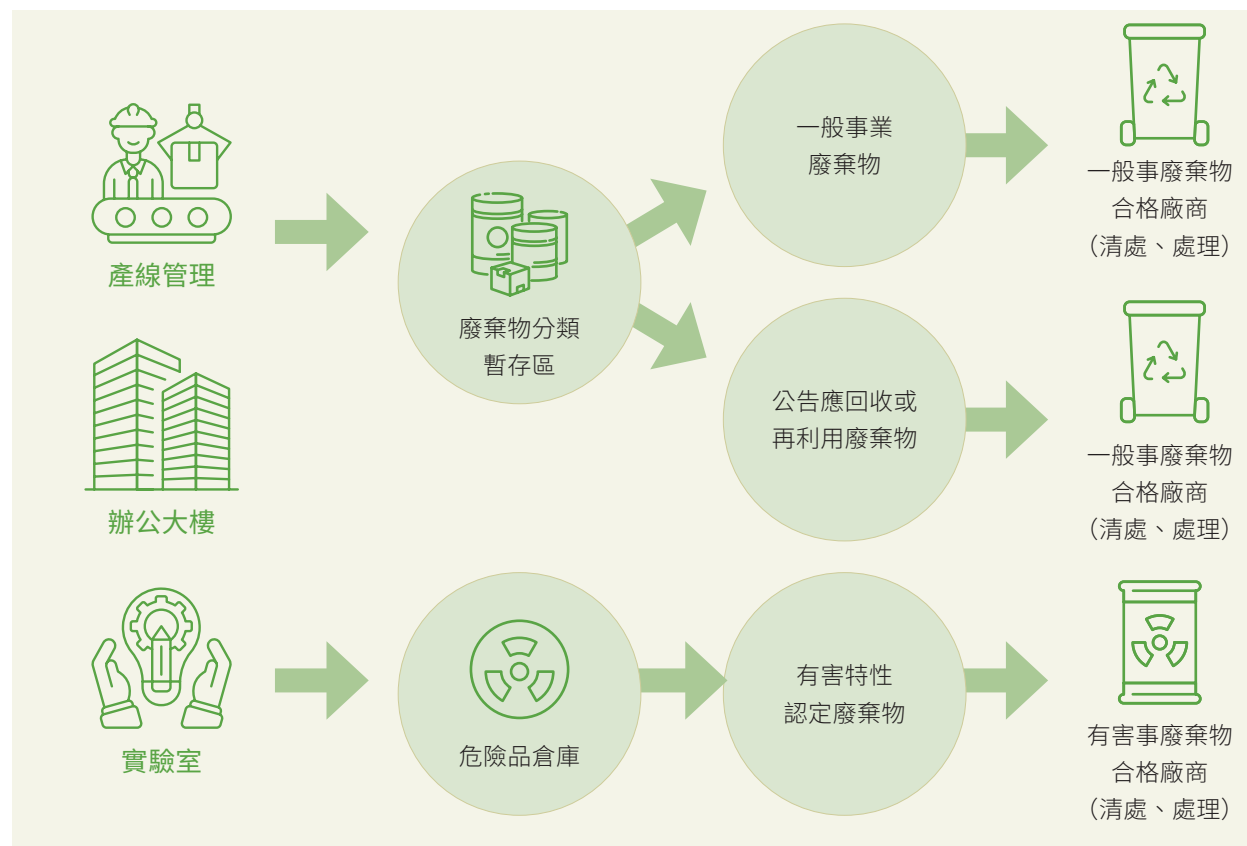 產線管理
辦公大樓
實驗室
廢棄物分類
暫存區
危險品倉庫
一般事業
廢棄物
公告應回收或
再利用廢棄物
有害特性
認定廢棄物
一般事廢棄物
合格廠商
（清處、處理）
一般事廢棄物
合格廠商
（清處、處理）
有害事廢棄物
合格廠商
（清處、處理）